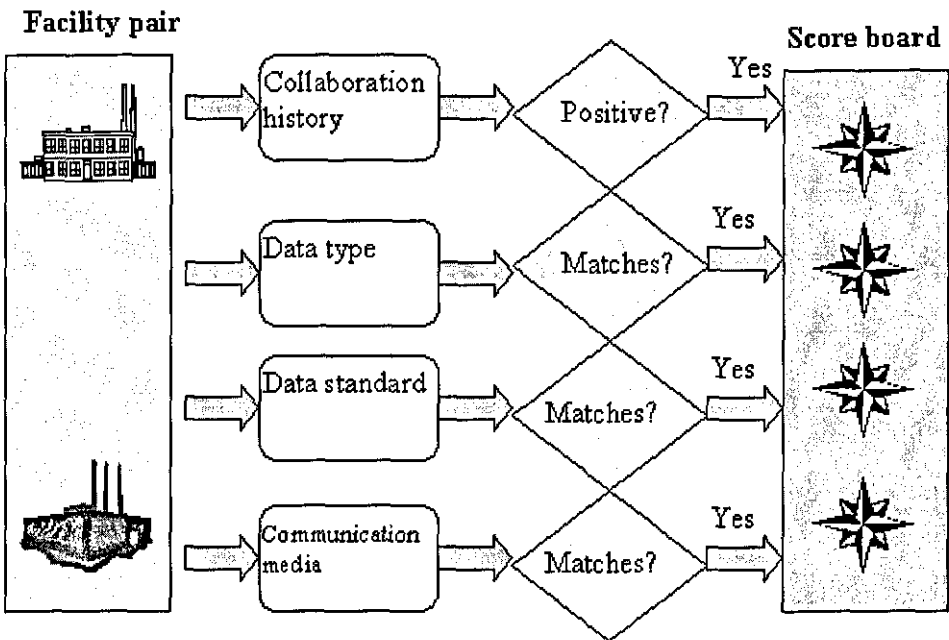 Facility pair
Score board
Collaboration
history
Positive?
Yes
Data type
Matches?
Yes
Data standard
Matches?
Yes
Communication
media
Matches?
Yes